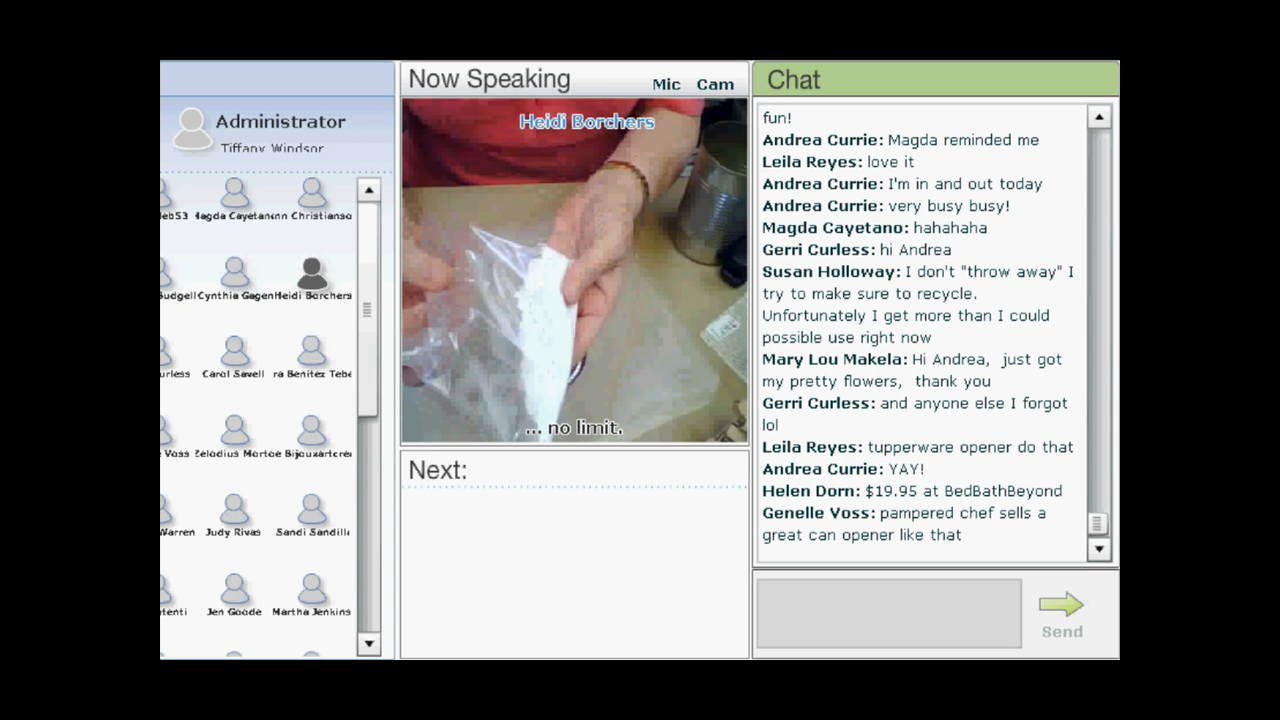 Administrator
Tiffany Windsor
Cynthia
Heidi Borchers
Carol Savell
Voss
Warren
Judy Rivas
Sandi
Jen Goode
Martha Jenkins
Now Speaking
Mic Cam
Heidi Borchers
... no limit.
Next:
Chat
fun!
Andrea Currie: Magda reminded me
Leila Reyes: love it
Andrea Currie: I'm in and out today
Andrea Currie: very busy busy!
Magda Cayetano: hahahaha
Gerri Curless: hi Andrea
Susan Holloway: I don't "throw away" I
try to make sure to recycle.
Unfortunately I get more than I could
possible use right now
Mary Lou Makela: Hi Andrea, just got
my pretty flowers, thank you
Gerri Curless: and anyone else I forgot
lol
Leila Reyes: tupperware opener do that
Andrea Currie: YAY!
Helen Dorn: $19.95 at BedBathBeyond
Genelle Voss: pampered chef sells a
great can opener like that
Send